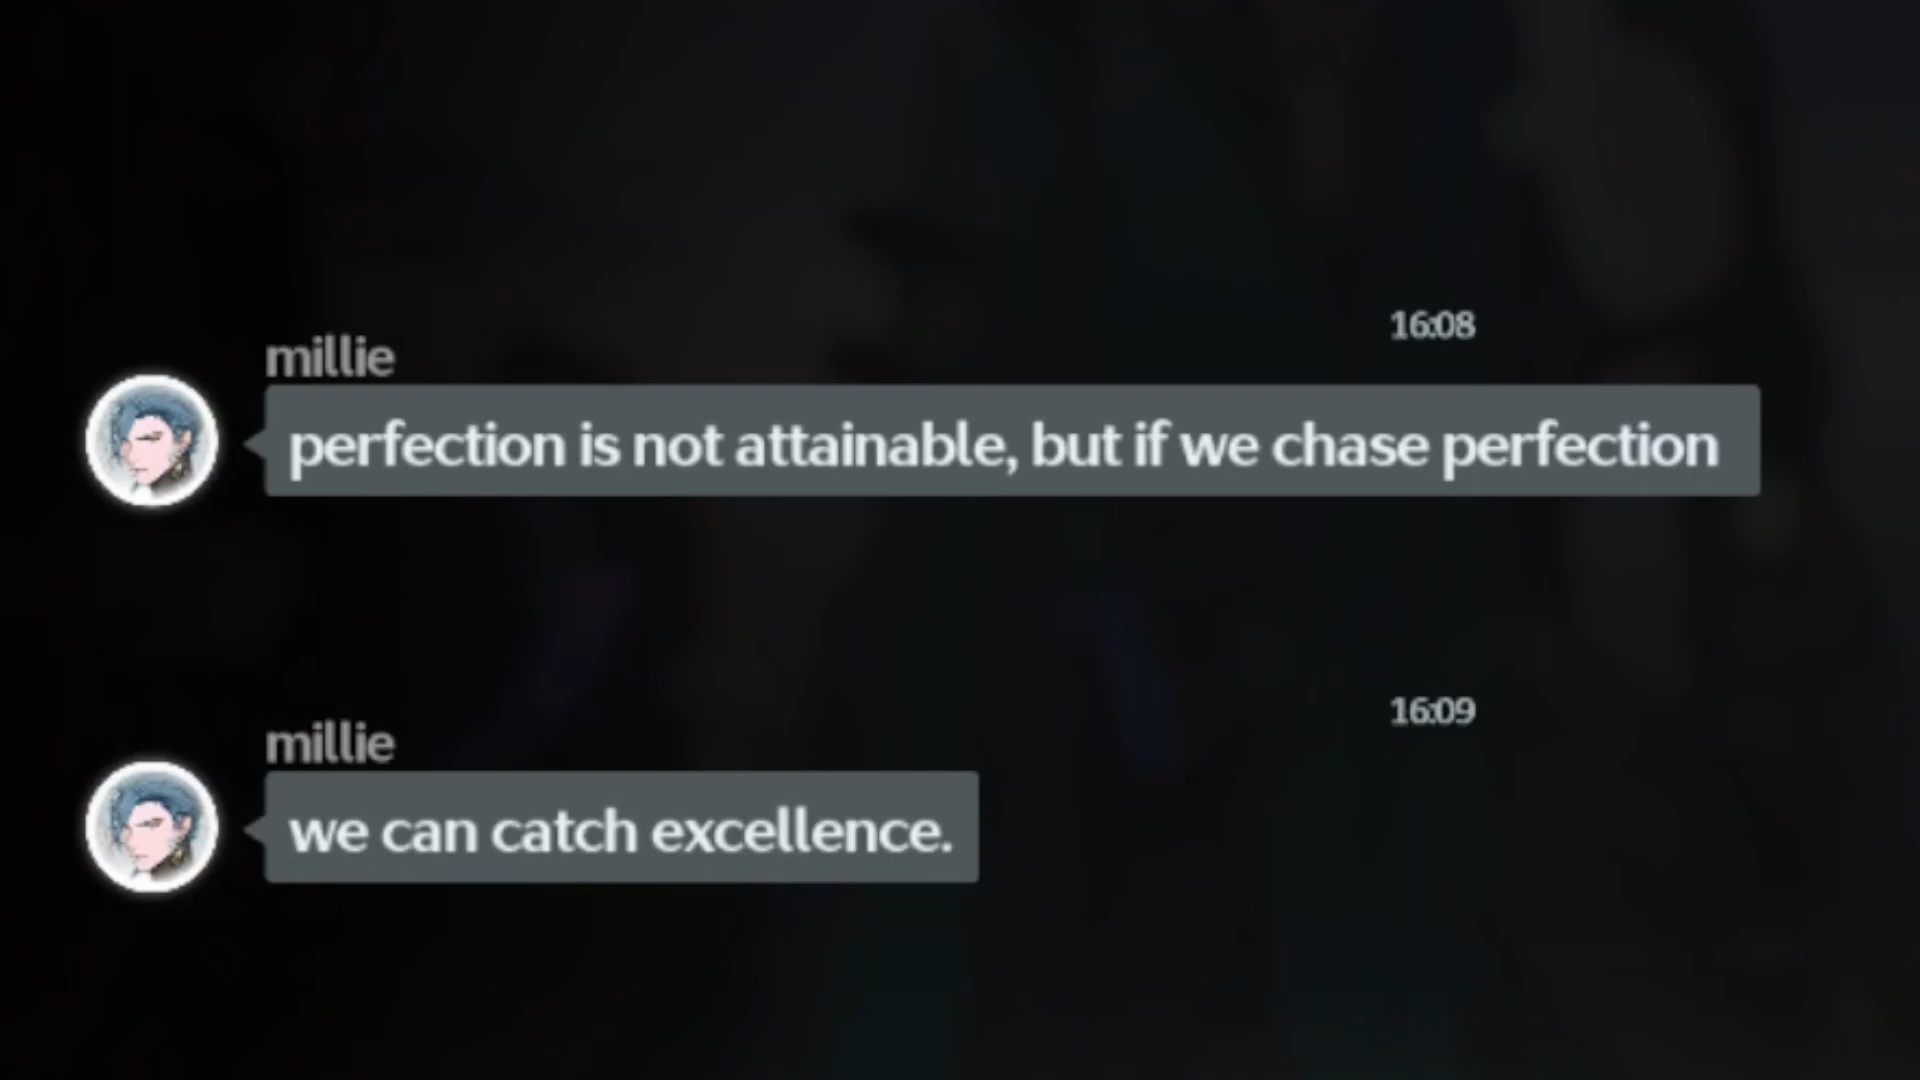 16:08
millie
perfection is not attainable, but if we chase perfection
16:09
millie
we can catch excellence.